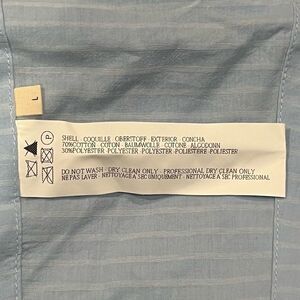 L
SHELL · COQUILLE · OBERSTOFF · EXTERIOR · CONCHA
70%COTTON · COTON · BAUMWOLLE · COTONE · ALGODONN
30%POLYESTER · POLYESTER · POLYESTER · POLIESTERE · POLIESTER
P
DO NOT WASH · DRY CLEAN ONLY · PROFESSIONAL DRY CLEAN ONLY
NE PAS LAVER · NETTOYAGE A SEC UNIQUEMENT · NETTOYAGE A SEC PROFESSIONAL